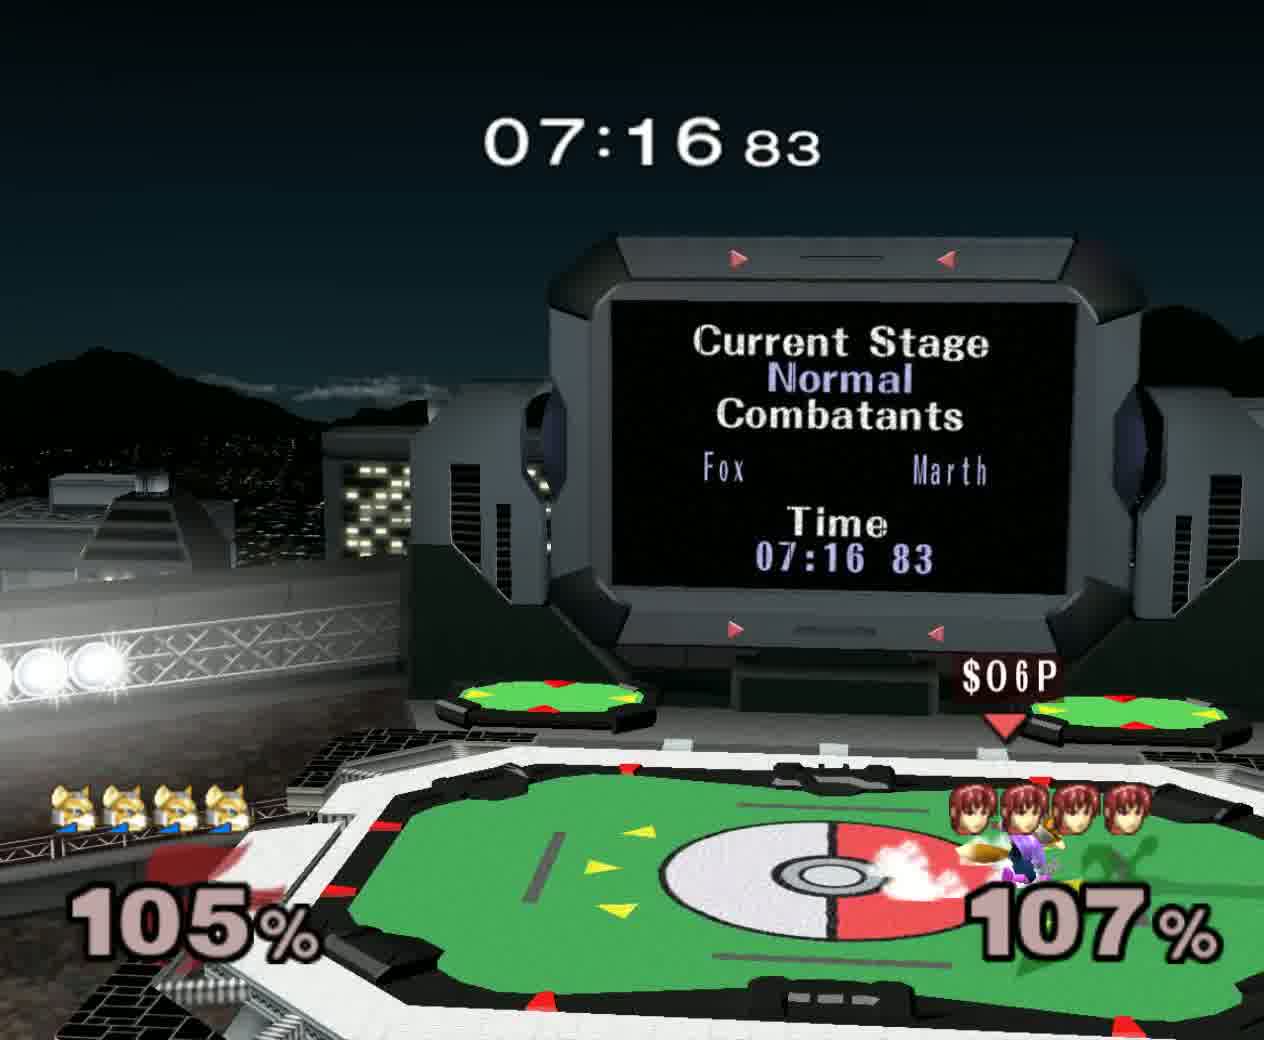 07:16 83
Current Stage
Normal
Combatants
Fox Marth
Time
07:16 83
$06P
105% 107%